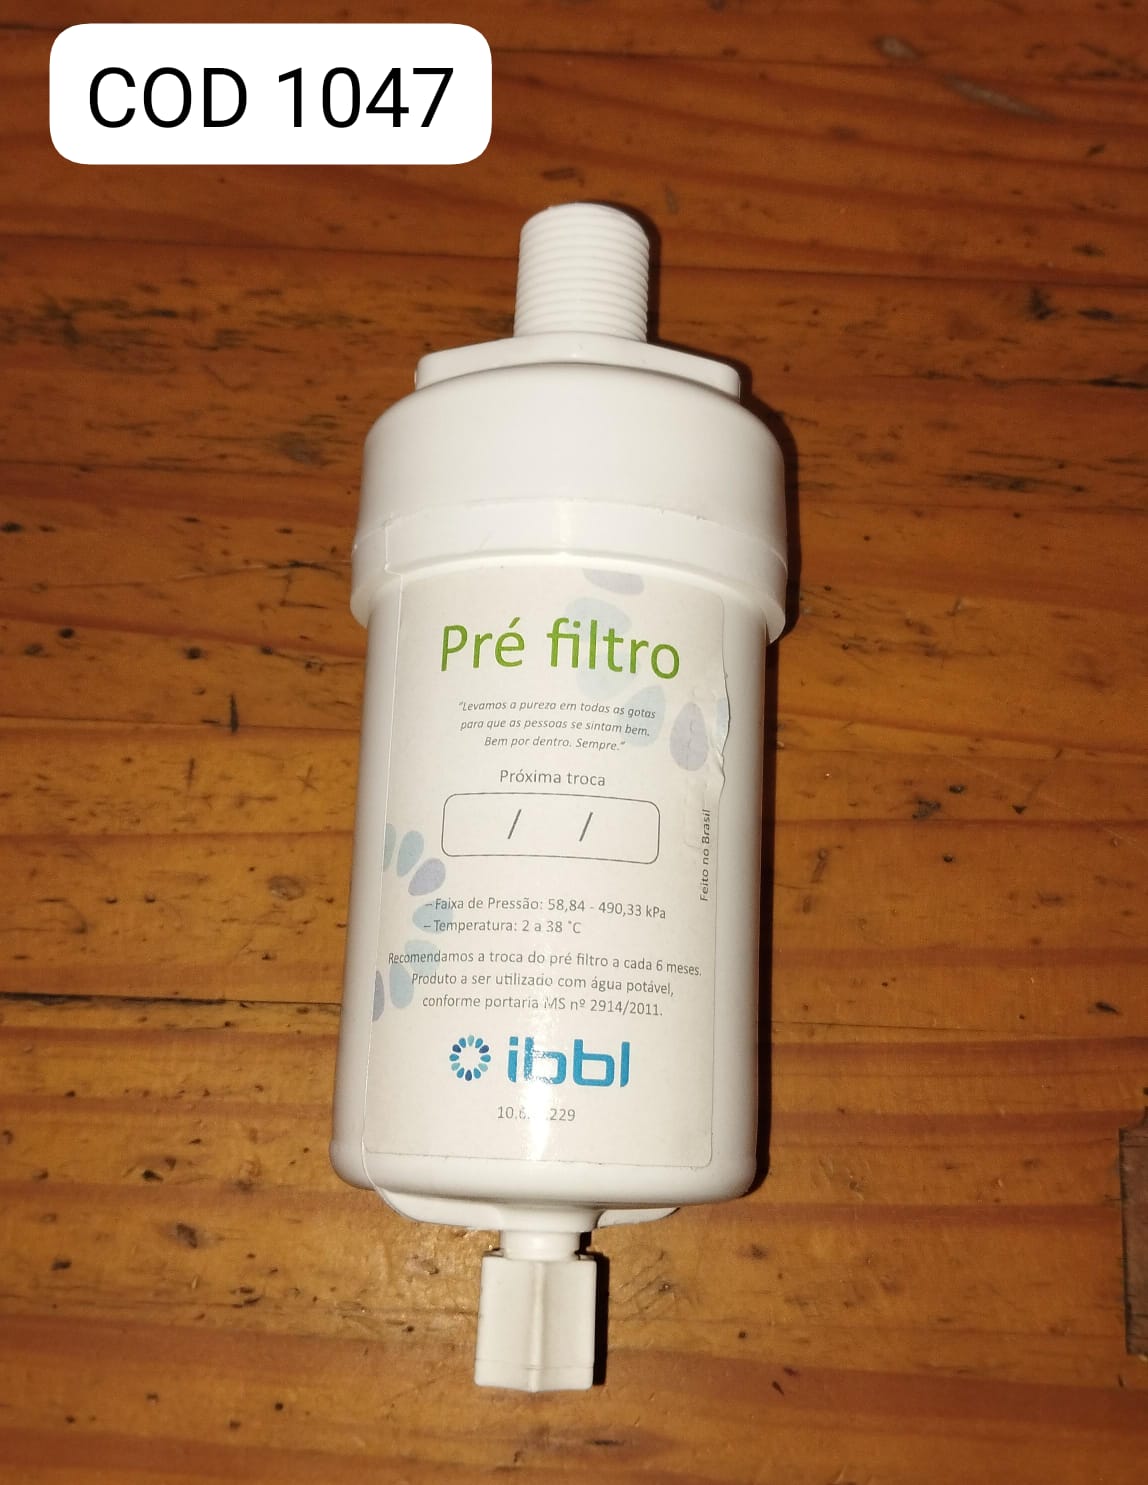 COD 1047
Pré filtro
"Levamos a pureza em todas as gotas
para que as pessoas se sintam bem.
Bem por dentro. Sempre."
Próxima troca
/ /
Feito no Brasil
– Faixa de Pressão: 58,84 - 490,33 kPa
– Temperatura: 2 a 38 °C
Recomendamos a troca do pré filtro a cada 6 meses.
Produto a ser utilizado com água potável,
conforme portaria MS nº 2914/2011.
ibbl